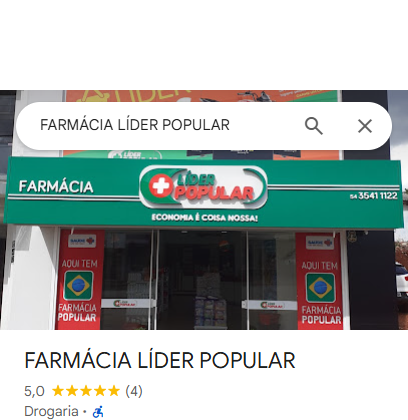 LÍDER
FARMÁCIA LÍDER POPULAR
FARMÁCIA
LÍDER
POPULAR
ECONOMIA É COISA NOSSA!
54 3541 1122
AQUI TEM
FARMÁCIA
POPULAR
AQUI TEM
FARMÁCIA
POPULAR
FARMÁCIA LÍDER POPULAR
5,0 ★★★★★ (4)
Drogaria ·